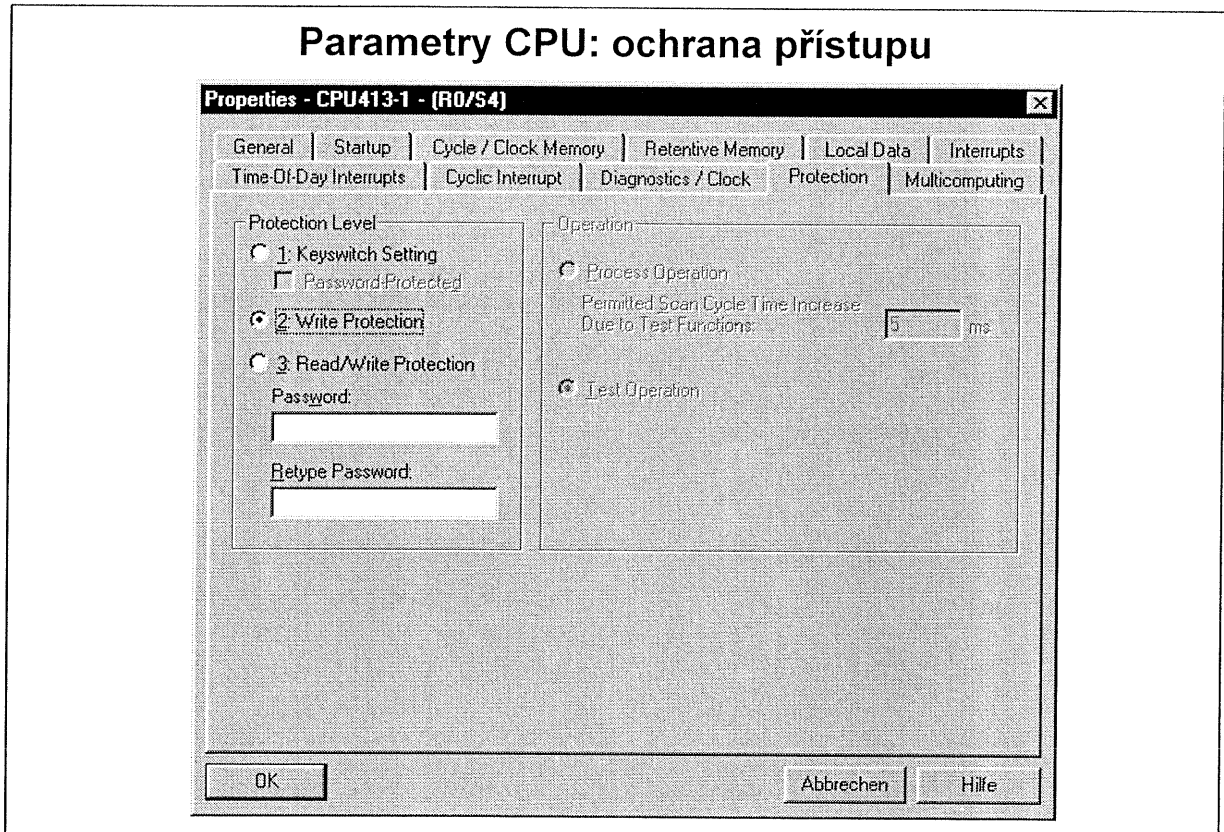 Parametry CPU: ochrana přístupu
Properties - CPU413-1 - (R0/S4)
General Startup Cycle / Clock Memory Retentive Memory Local Data Interrupts
Time-Of-Day Interrupts Cyclic Interrupt Diagnostics / Clock Protection Multicomputing
Protection Level
1: Keyswitch Setting
Password-Protected
2: Write Protection
3: Read/Write Protection
Password:
Retype Password:
Operation
Process Operation
Permitted Scan Cycle Time Increase
Due to Test Functions: 5 ms
Test Operation
OK Abbrechen Hilfe